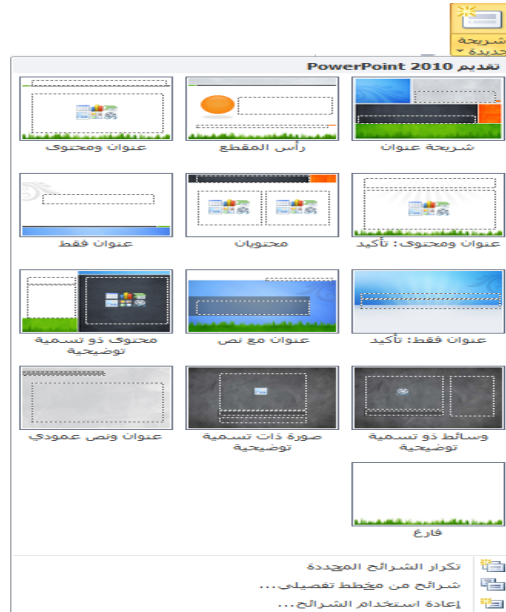 شريحة
جديدة
تقديم PowerPoint 2010
شريحة عنوان
رأس المقطع
عنوان ومحتوى
عنوان ومحتوى: تأكيد
محتويان
عنوان فقط
عنوان فقط: تأكيد
عنوان مع نص
محتوى ذو تسمية
توضيحية
وسائط ذو تسمية
توضيحية
صورة ذات تسمية
توضيحية
عنوان ونص عمودي
فارغ
تكرار الشرائح المحددة
شرائح من مخطط تفصيلي...
إعادة استخدام الشرائح...